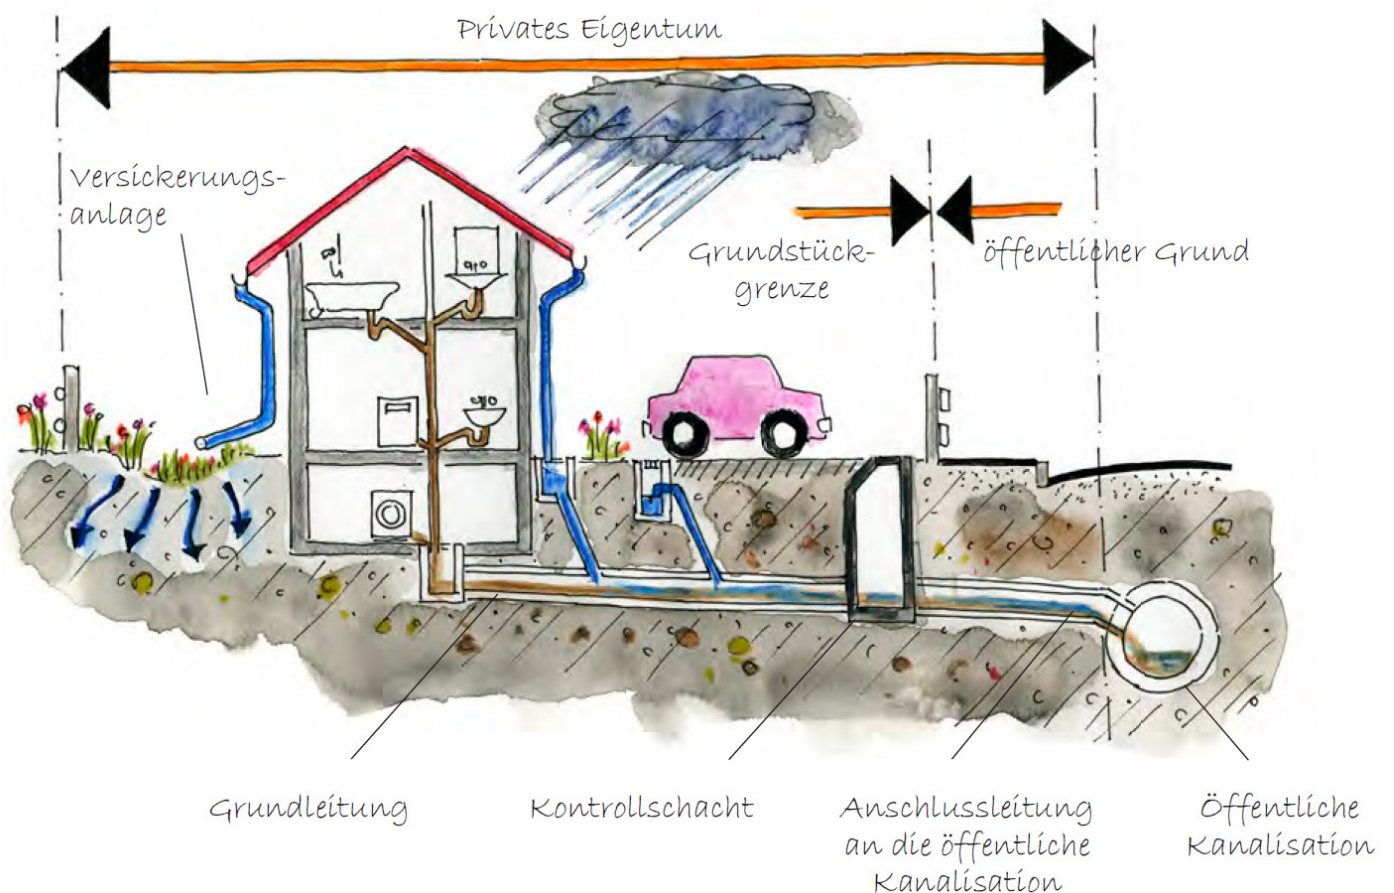 Privates Eigentum
Versickerungs-
anlage
Grundstück-
grenze
öffentlicher Grund
Grundleitung
Kontrollschacht
Anschlussleitung
an die öffentliche
Kanalisation
Öffentliche
Kanalisation